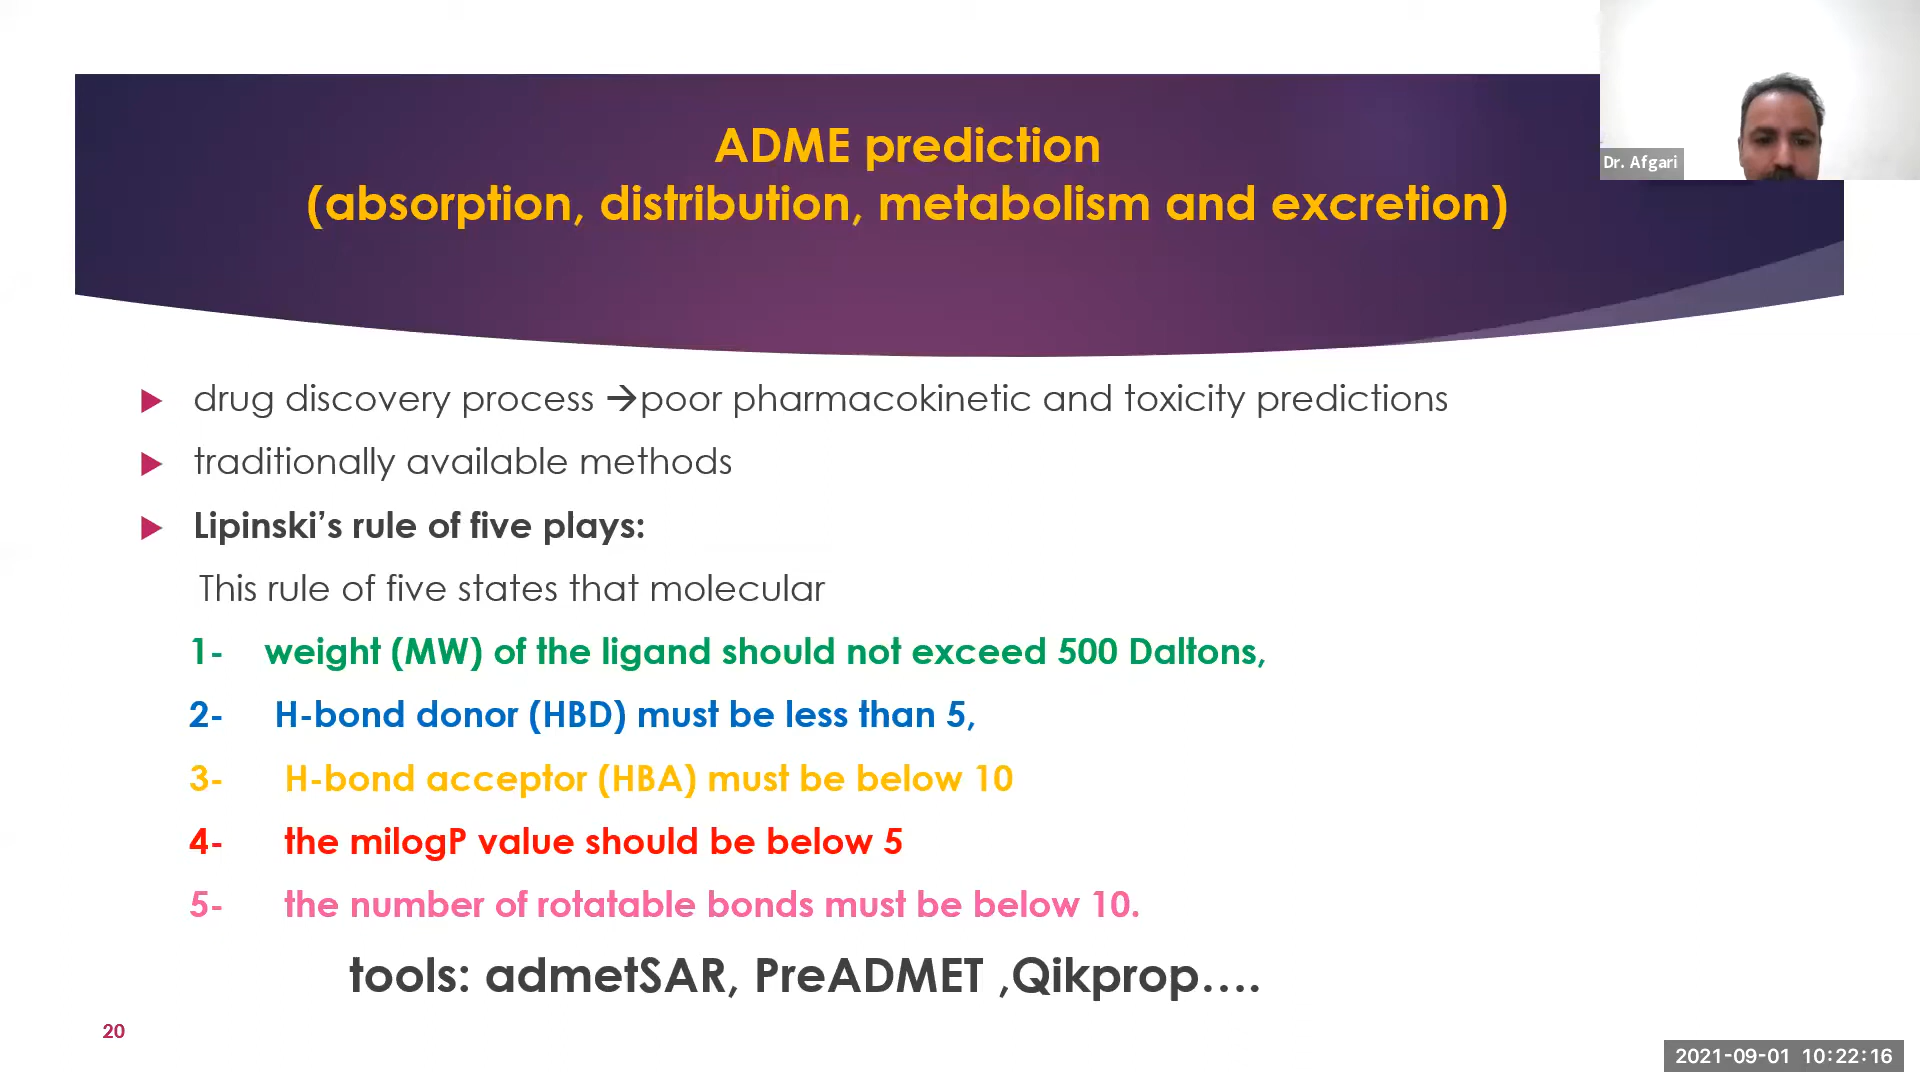 ADME prediction
(absorption, distribution, metabolism and excretion)
Dr. Afgari
drug discovery process →poor pharmacokinetic and toxicity predictions
traditionally available methods
Lipinski’s rule of five plays:
This rule of five states that molecular
1- weight (MW) of the ligand should not exceed 500 Daltons,
2- H-bond donor (HBD) must be less than 5,
3- H-bond acceptor (HBA) must be below 10
4- the milogP value should be below 5
5- the number of rotatable bonds must be below 10.
tools: admetSAR, PreADMET ,Qikprop….
20
2021-09-01 10:22:16